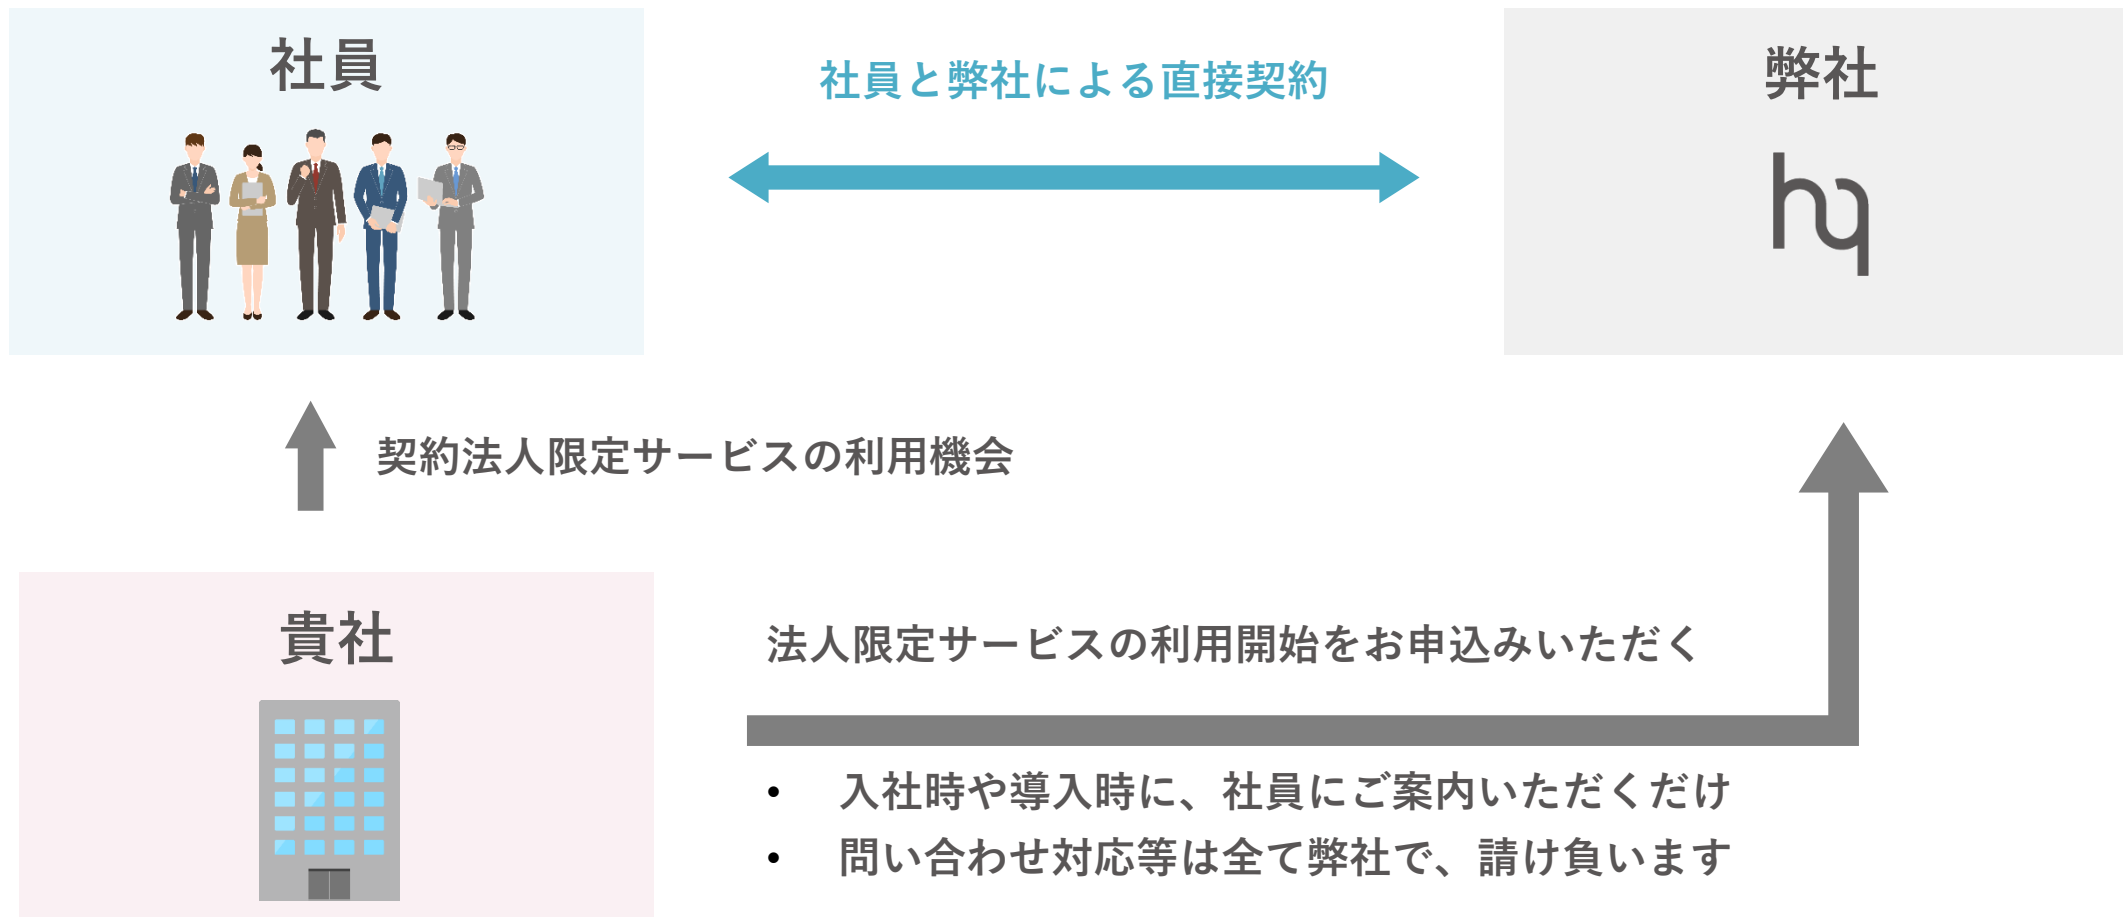 社員
社員と弊社による直接契約
弊社
hq
契約法人限定サービスの利用機会
貴社
法人限定サービスの利用開始をお申込みいただく
• 入社時や導入時に、社員にご案内いただくだけ
• 問い合わせ対応等は全て弊社で、請け負います